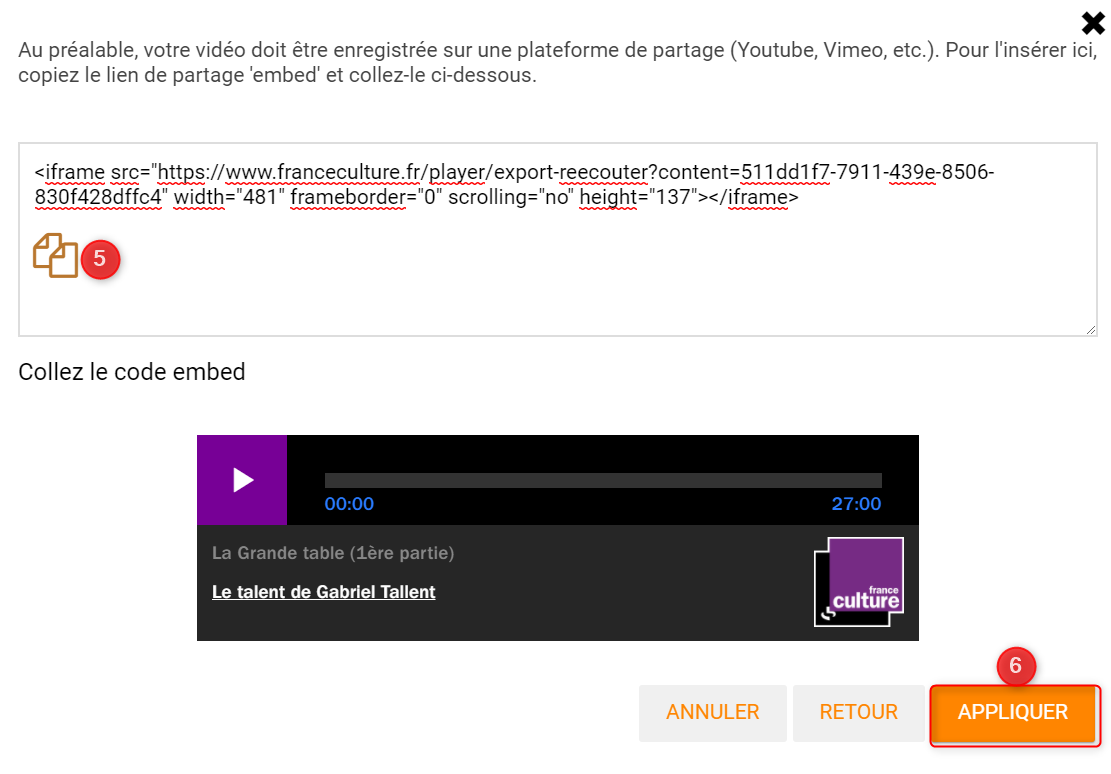 Au préalable, votre vidéo doit être enregistrée sur une plateforme de partage (Youtube, Vimeo, etc.). Pour l'insérer ici,
copiez le lien de partage 'embed' et collez-le ci-dessous.
<iframe src="https://www.franceculture.fr/player/export-reecouter?content=511dd1f7-7911-439e-8506-
830f428dffc4" width="481" frameborder="0" scrolling="no" height="137"></iframe>
5
Collez le code embed
00:00 27:00
La Grande table (1ère partie)
Le talent de Gabriel Tallent
france
culture
6
ANNULER RETOUR APPLIQUER